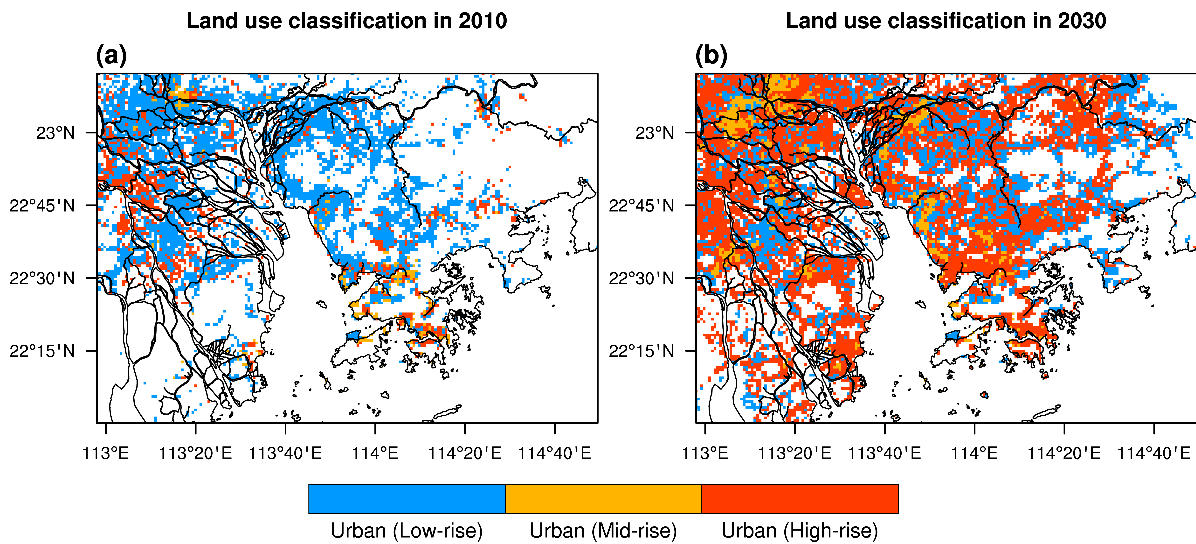 Land use classification in 2010
Land use classification in 2030
(a)
(b)
23°N
22°45'N
22°30'N
22°15'N
113°E
113°20'E
113°40'E
114°E
114°20'E
114°40'E
23°N
22°45'N
22°30'N
22°15'N
113°E
113°20'E
113°40'E
114°E
114°20'E
114°40'E
Urban (Low-rise)
Urban (Mid-rise)
Urban (High-rise)